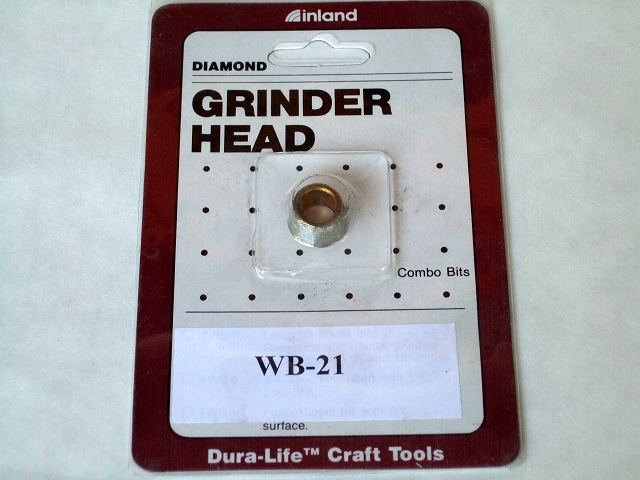 inland
DIAMOND
GRINDER
HEAD
Combo Bits
WB-21
surface.
Dura-Life™ Craft Tools